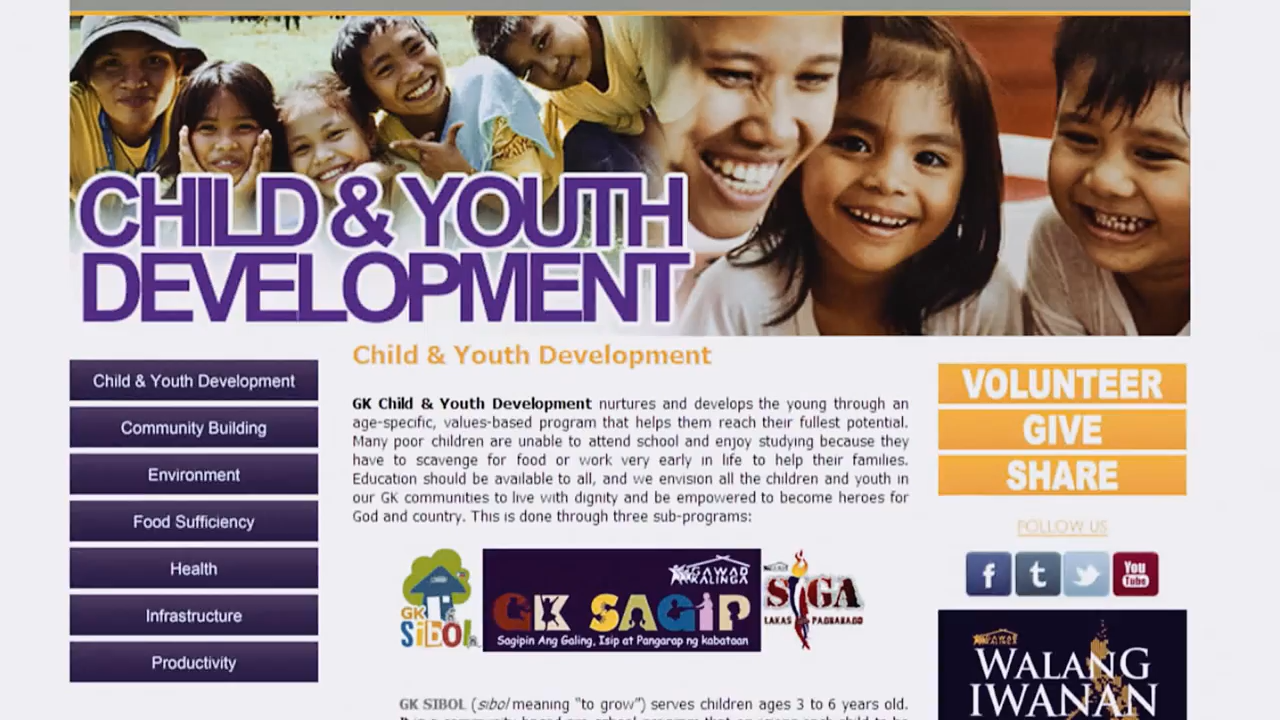 CHILD & YOUTH
DEVELOPMENT
Child & Youth Development
Community Building
Environment
Food Sufficiency
Health
Infrastructure
Productivity
Child & Youth Development
GK Child & Youth Development nurtures and develops the young through an
age-specific, values-based program that helps them reach their fullest potential.
Many poor children are unable to attend school and enjoy studying because they
have to scavenge for food or work very early in life to help their families.
Education should be available to all, and we envision all the children and youth in
our GK communities to live with dignity and be empowered to become heroes for
God and country. This is done through three sub-programs:
GK
SIBOL
GAWAD
KALINGA
GK SAGIP
Sagipin Ang Galing, Isip at Pangarap ng kabataan
SIGA
LAKAS PAGBABAGO
GK SIBOL (sibol meaning "to grow") serves children ages 3 to 6 years old.
VOLUNTEER
GIVE
SHARE
FOLLOW US
f
t
You
Tube
WALANG
IWANAN